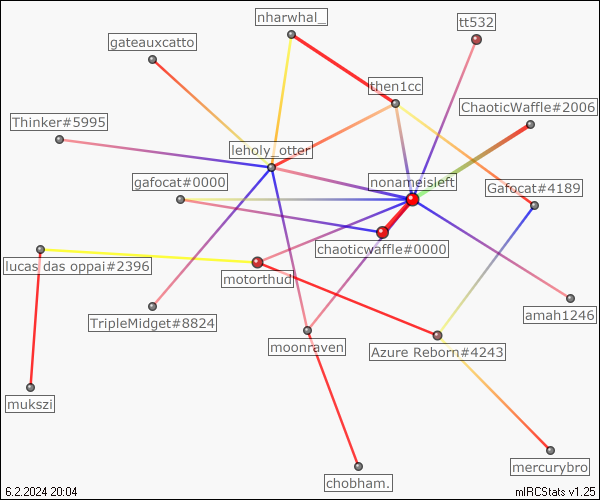 nharwhal_
tt532
gateauxcatto
then1cc
ChaoticWaffle#2006
Thinker#5995
leholy_otter
gafocat#0000
nonameisleft
Gafocat#4189
chaoticwaffle#0000
lucas das oppai#2396
motorthud
amah1246
TripleMidget#8824
moonraven
Azure Reborn#4243
mukszi
mercurybro
chobham.
6.2.2024 20:04
mIRCStats v1.25